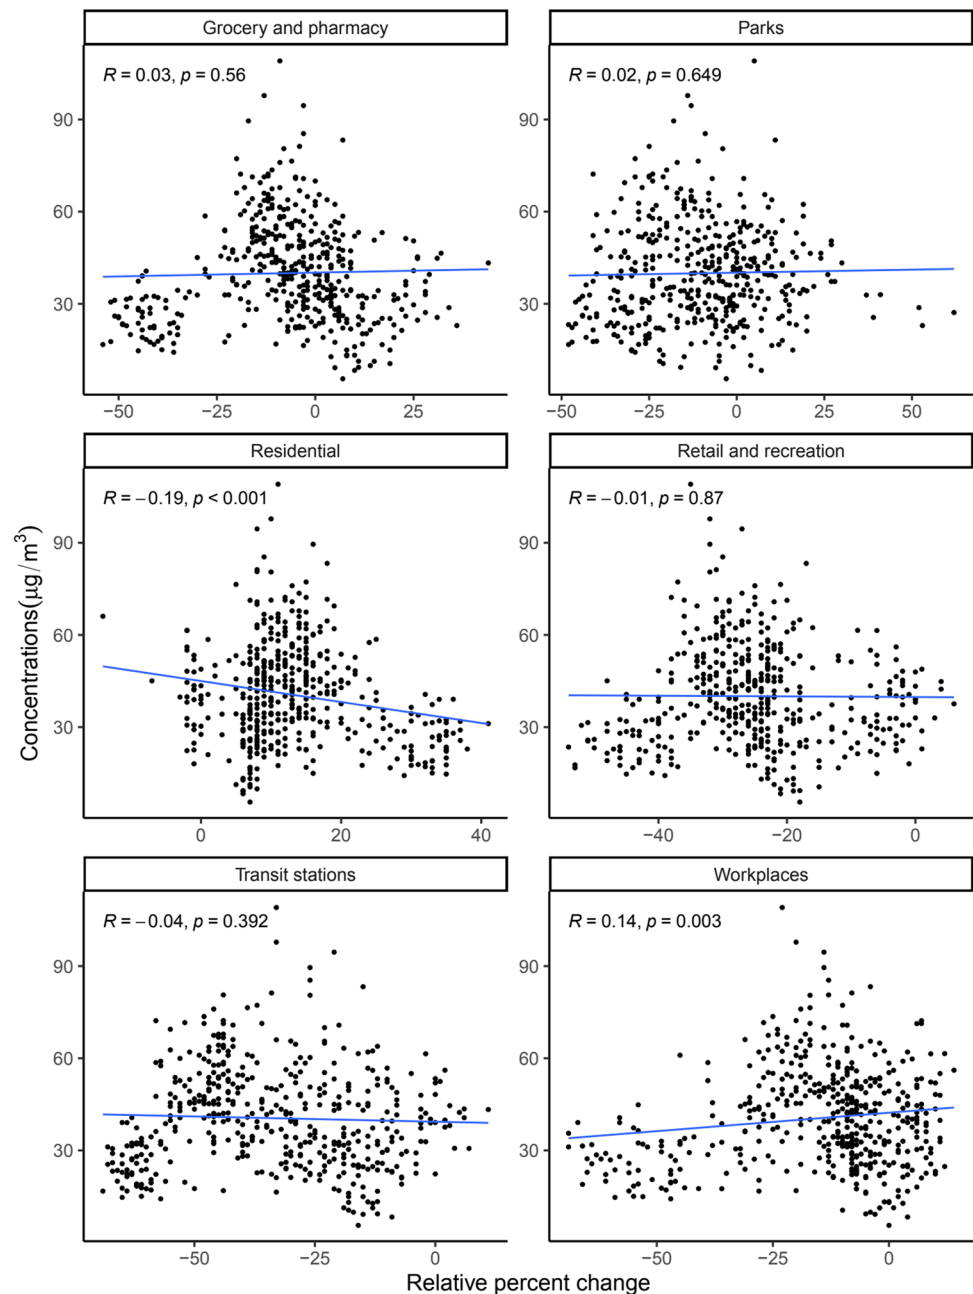 Grocery and pharmacy
Parks
R = 0.03, p = 0.56
R = 0.02, p = 0.649
90
60
30
90
60
30
−50
−25
0
25
−50
−25
0
25
50
Residential
Retail and recreation
R = −0.19, p < 0.001
R = −0.01, p = 0.87
90
60
30
90
60
30
0
20
40
−40
−20
0
Concentrations(μg/m³)
Transit stations
Workplaces
R = −0.04, p = 0.392
R = 0.14, p = 0.003
90
60
30
90
60
30
−50
−25
0
−50
−25
0
Relative percent change